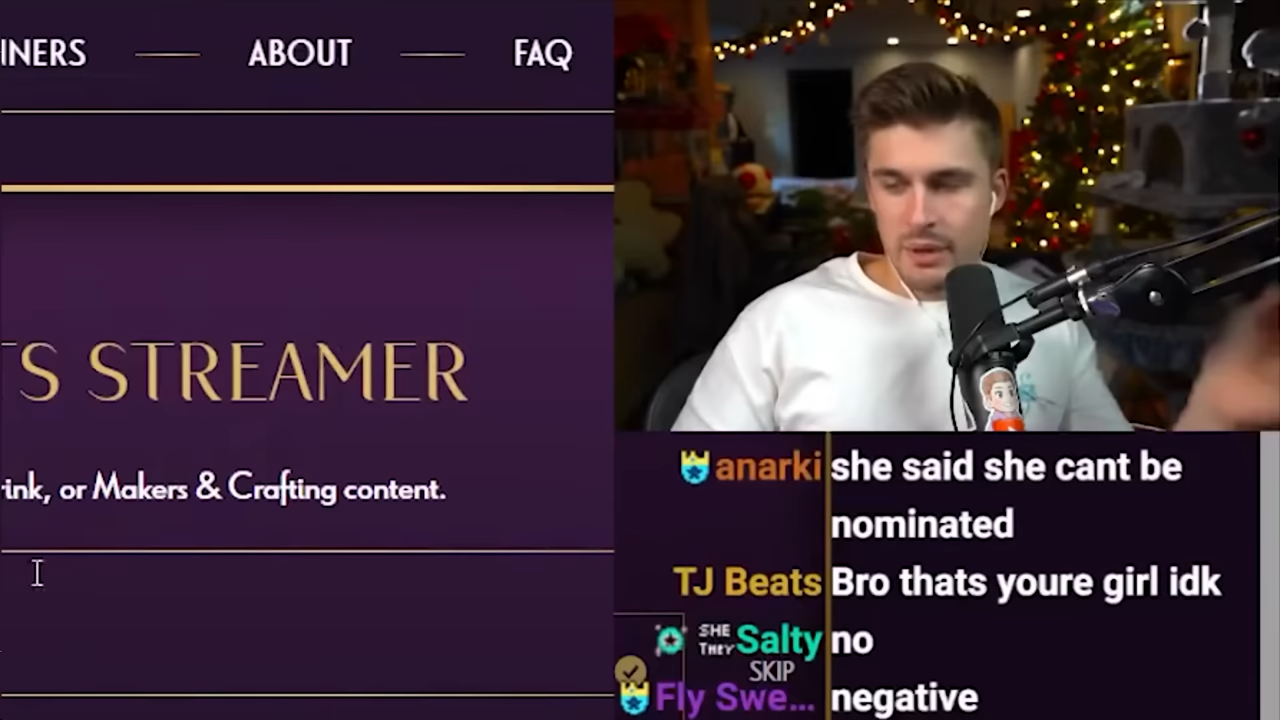 INERS ABOUT FAQ
TS STREAMER
rink, or Makers & Crafting content.
anarki she said she cant be
nominated
TJ Beats Bro thats youre girl idk
SHE
THEY Salty no
SKIP
Fly Swe... negative